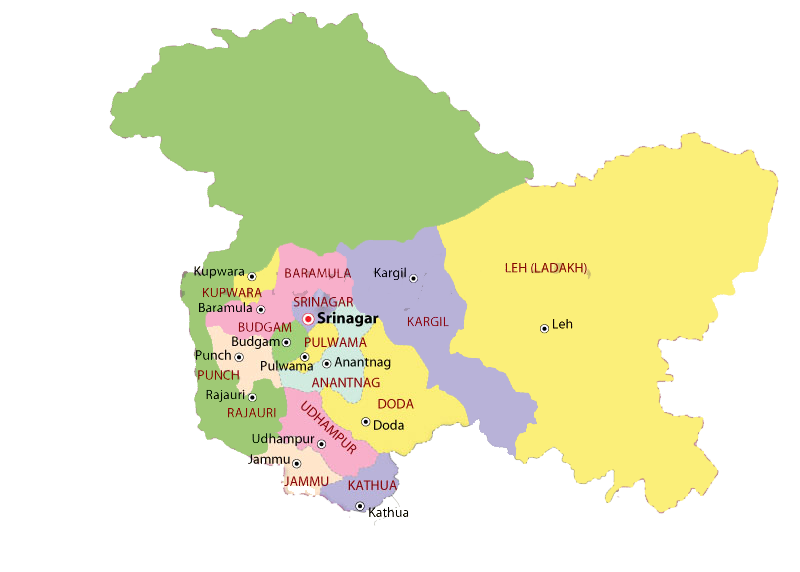 LEH (LADAKH)
Kupwara
BARAMULA
Kargil
KUPWARA
SRINAGAR
Baramula
Srinagar
KARGIL
Leh
BUDGAM
Budgam
PULWAMA
Punch
Pulwama
Anantnag
PUNCH
ANANTNAG
Rajauri
RAJAURI
DODA
UDHAMPUR
Doda
Udhampur
Jammu
JAMMU
KATHUA
Kathua